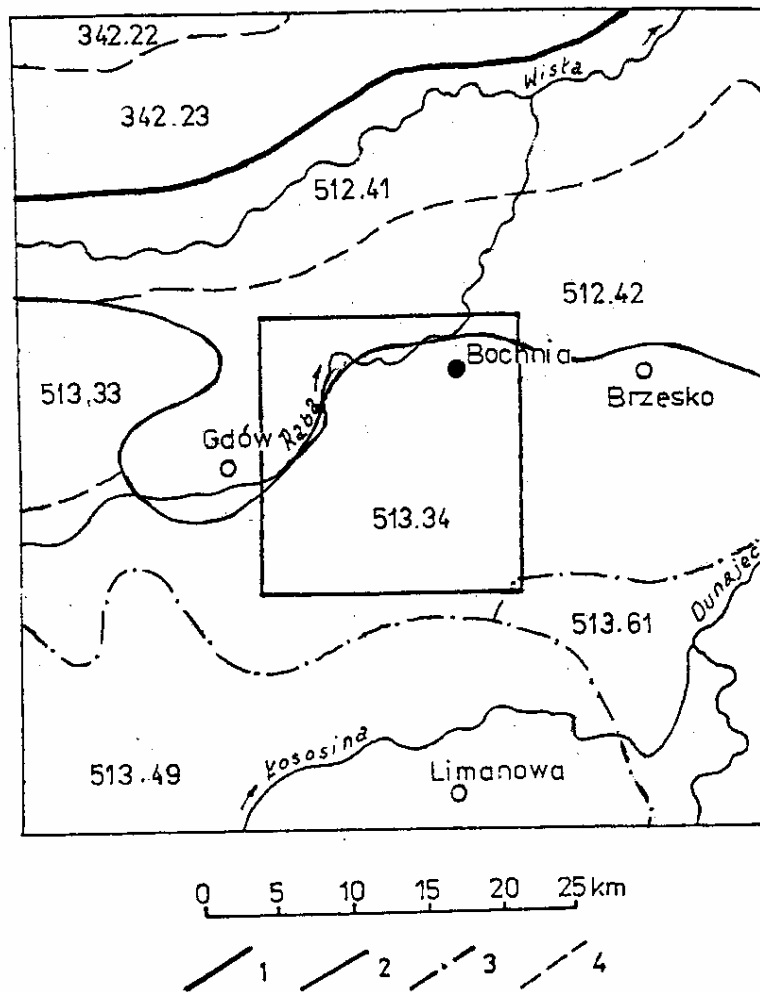 342.22
342.23
Wisła
512.41
512.42
513,33
Bochnia
Brzesko
Gdów
Raba
513.34
Dunajec
513.61
Łososina
513.49
Limanowa
0 5 10 15 20 25 km
1 2 3 4